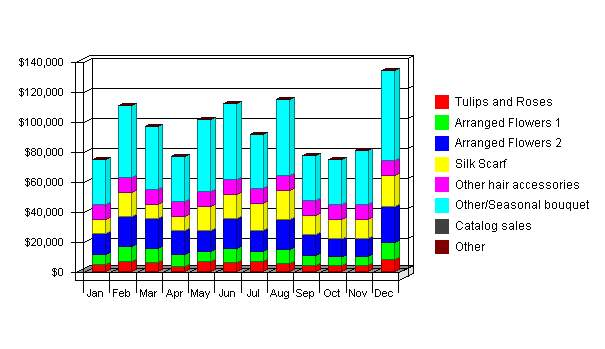 $140,000
$120,000
$100,000
$80,000
$60,000
$40,000
$20,000
$0
Jan Feb Mar Apr May Jun Jul Aug Sep Oct Nov Dec
Tulips and Roses
Arranged Flowers 1
Arranged Flowers 2
Silk Scarf
Other hair accessories
Other/Seasonal bouquet
Catalog sales
Other